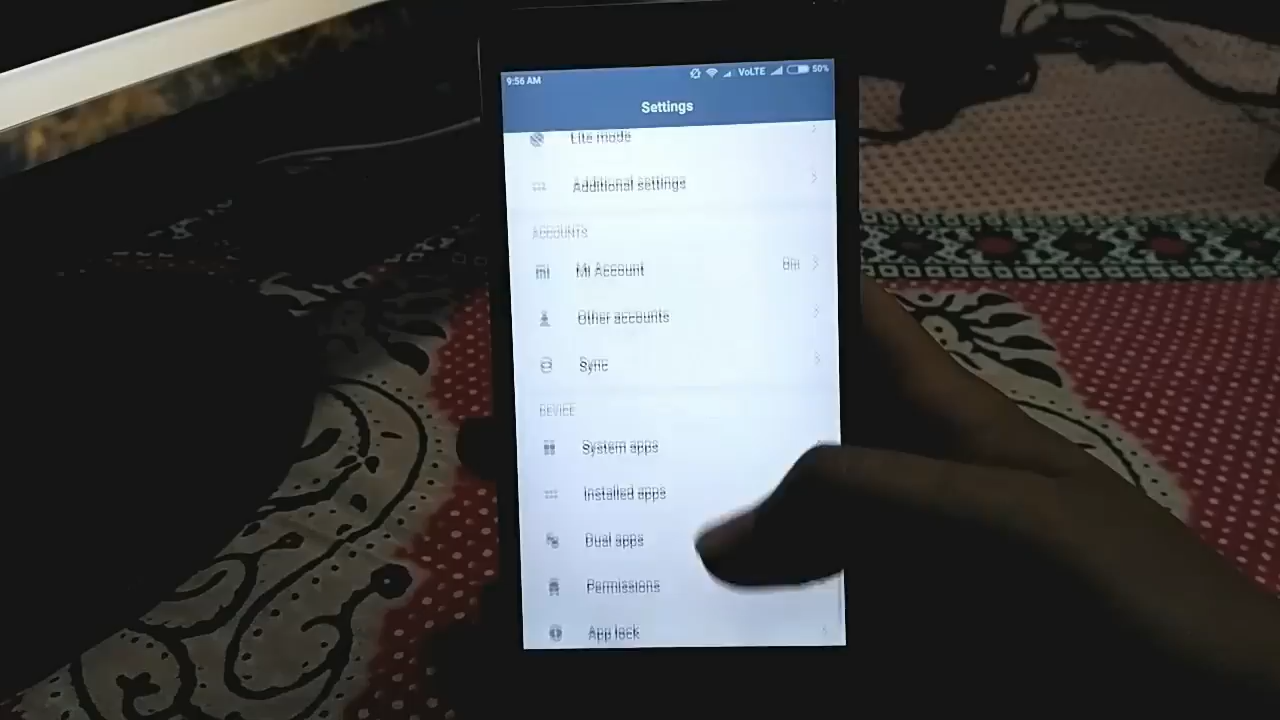 9:56 AM VoLTE 50%
Settings
Lite mode
Additional settings
ACCOUNTS
Mi Account
Other accounts
Sync
DEVICE
System apps
Installed apps
Dual apps
Permissions
App lock